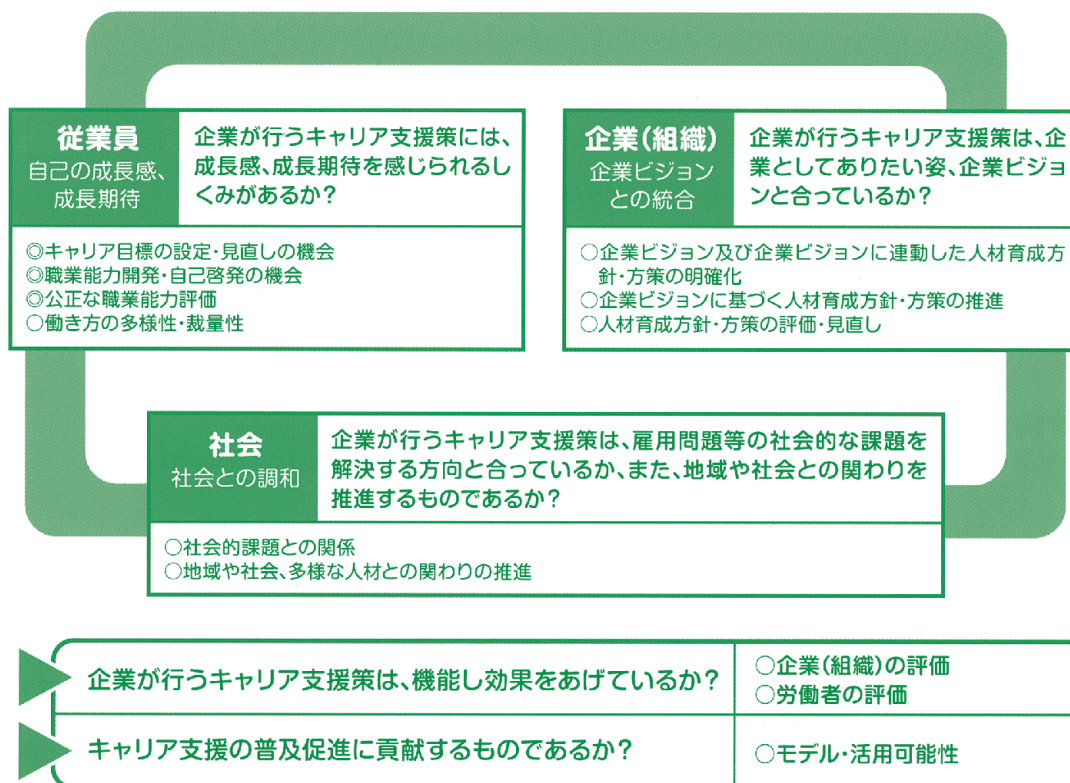 従業員
自己の成長感、
成長期待
企業が行うキャリア支援策には、
成長感、成長期待を感じられるし
くみがあるか？
◎キャリア目標の設定・見直しの機会
◎職業能力開発・自己啓発の機会
◎公正な職業能力評価
○働き方の多様性・裁量性
企業（組織）
企業ビジョン
との統合
企業が行うキャリア支援策は、企
業としてありたい姿、企業ビジョ
ンと合っているか？
○企業ビジョン及び企業ビジョンに連動した人材育成方
針・方策の明確化
○企業ビジョンに基づく人材育成方針・方策の推進
○人材育成方針・方策の評価・見直し
社会
社会との調和
企業が行うキャリア支援策は、雇用問題等の社会的な課題を
解決する方向と合っているか、また、地域や社会との関わりを
推進するものであるか？
○社会的課題との関係
○地域や社会、多様な人材との関わりの推進
企業が行うキャリア支援策は、機能し効果をあげているか？
○企業（組織）の評価
○労働者の評価
キャリア支援の普及促進に貢献するものであるか？
○モデル・活用可能性